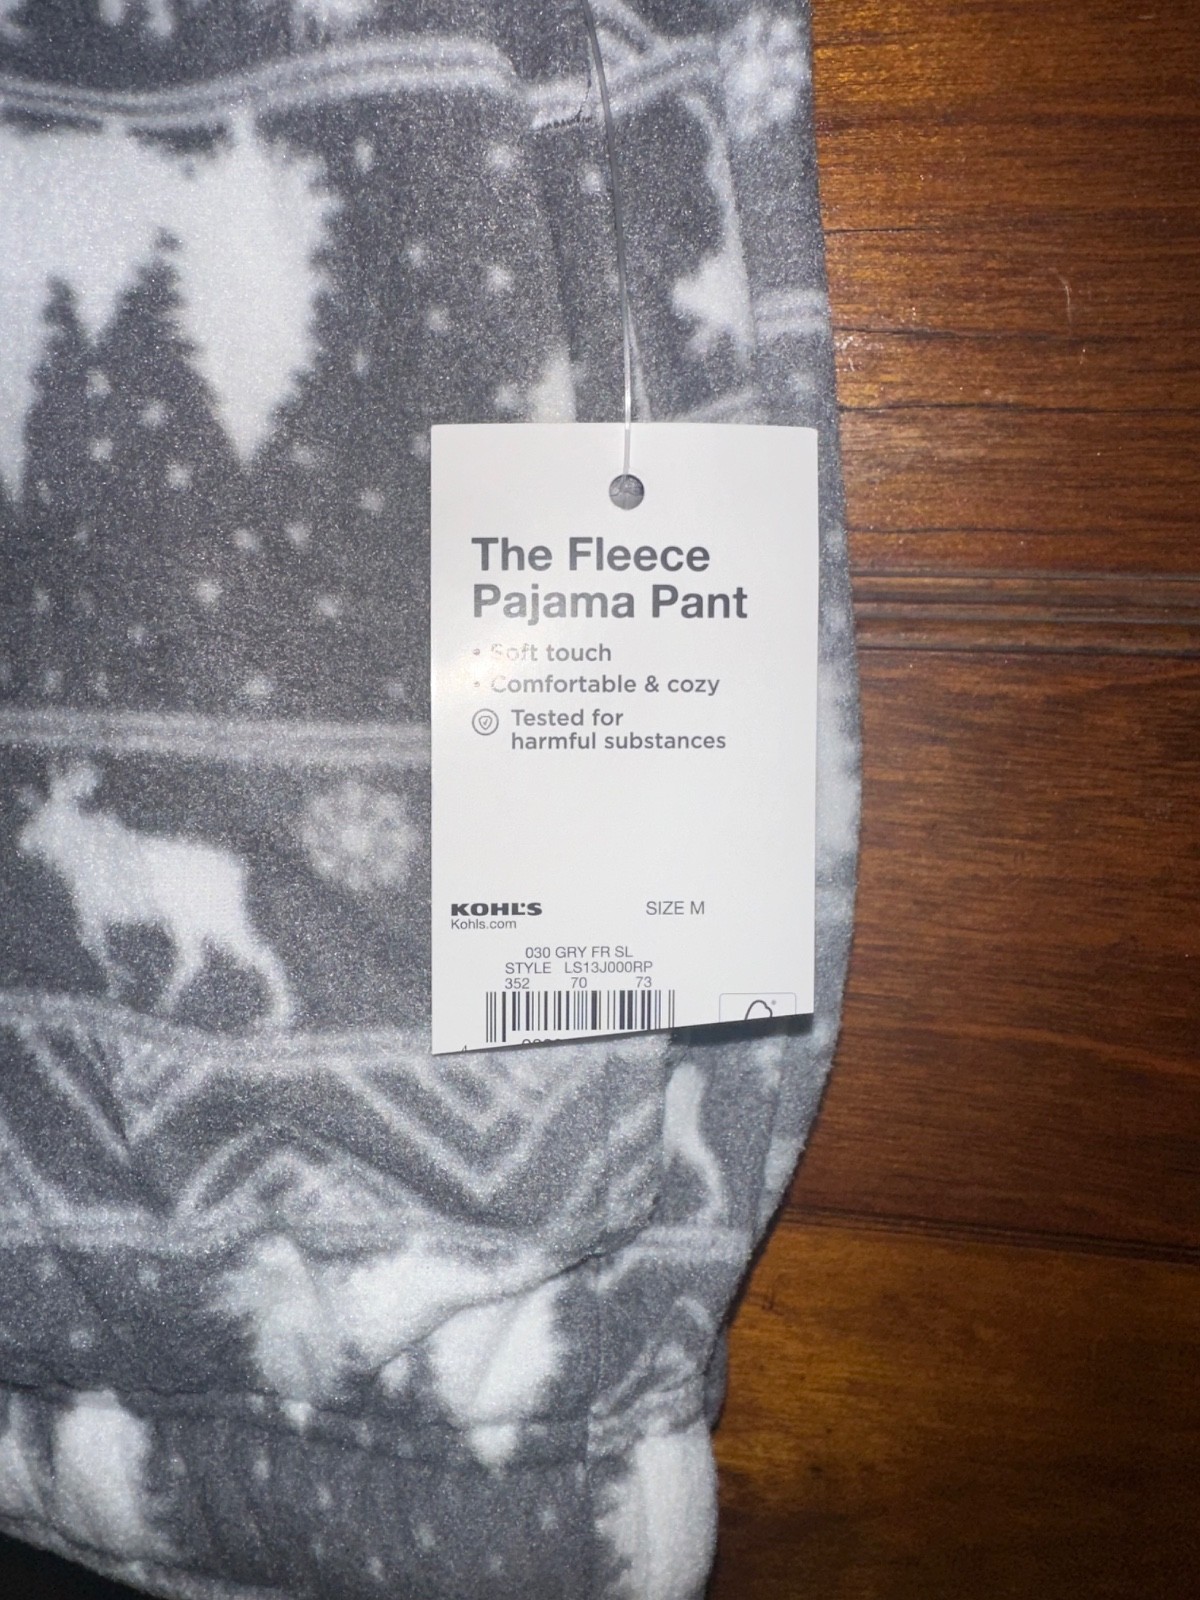 The Fleece
Pajama Pant
• Soft touch
• Comfortable & cozy
Tested for
harmful substances
KOHL'S
SIZE M
Kohls.com
030 GRY FR SL
STYLE LS13J000RP
352 70 73